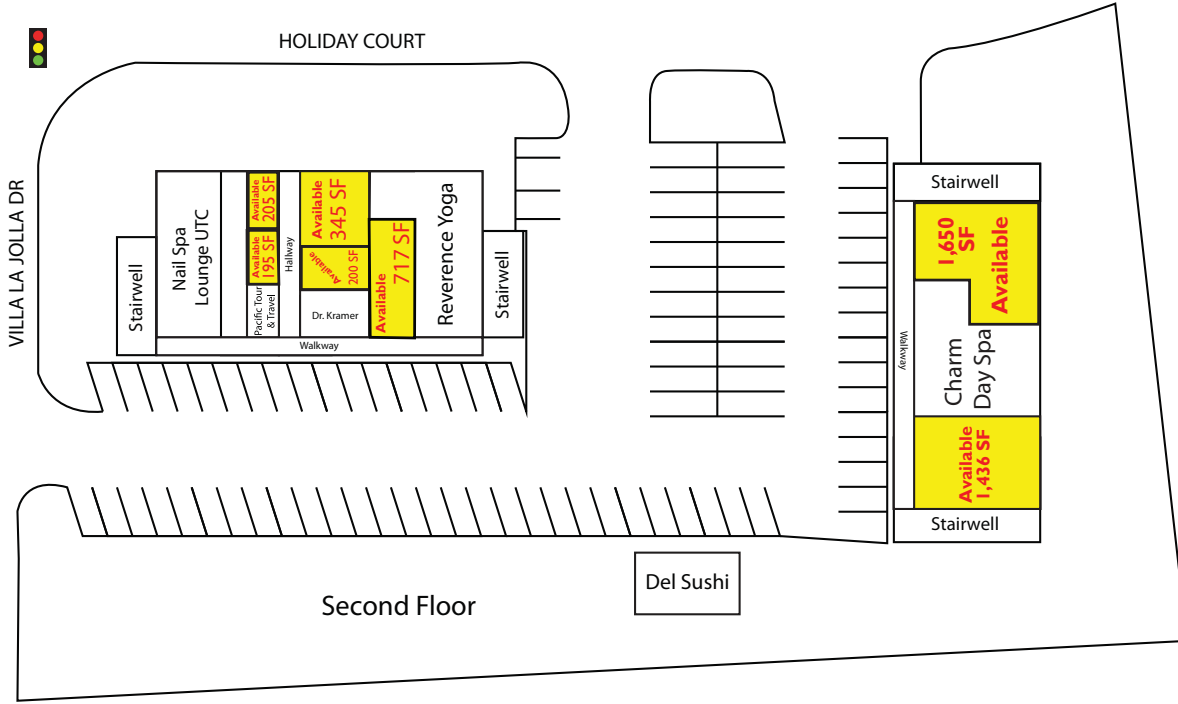 HOLIDAY COURT
VILLA LA JOLLA DR
Stairwell
Nail Spa
Lounge UTC
Available
205 SF
Available
195 SF
Pacific Tour
& Travel
Hallway
Available
345 SF
Available
200 SF
Dr. Kramer
Available
717 SF
Reverence Yoga
Stairwell
Walkway
Stairwell
1,650
SF
Available
Walkway
Charm
Day Spa
Available
1,436 SF
Stairwell
Del Sushi
Second Floor